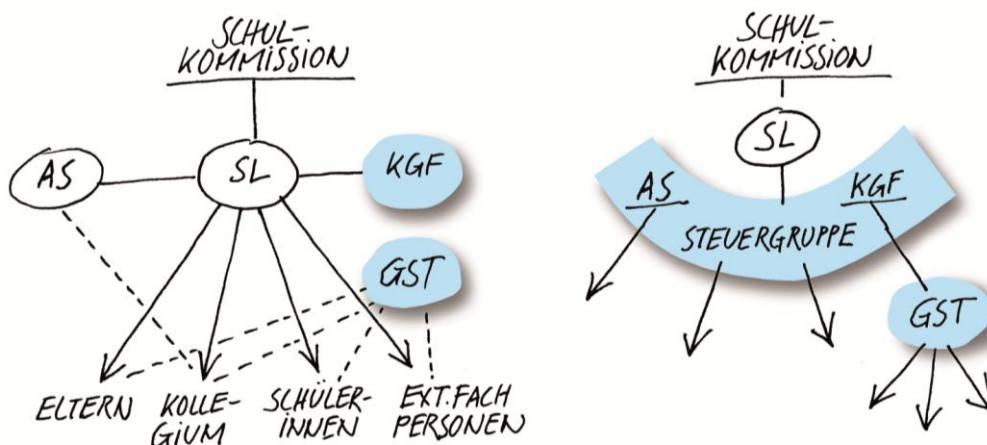 SCHUL-
KOMMISSION
AS
SL
KGF
GST
ELTERN
KOLLE-
GIUM
SCHÜLER-
INNEN
EXT. FACH
PERSONEN
SCHUL-
KOMMISSION
SL
AS
KGF
STEUERGRUPPE
GST